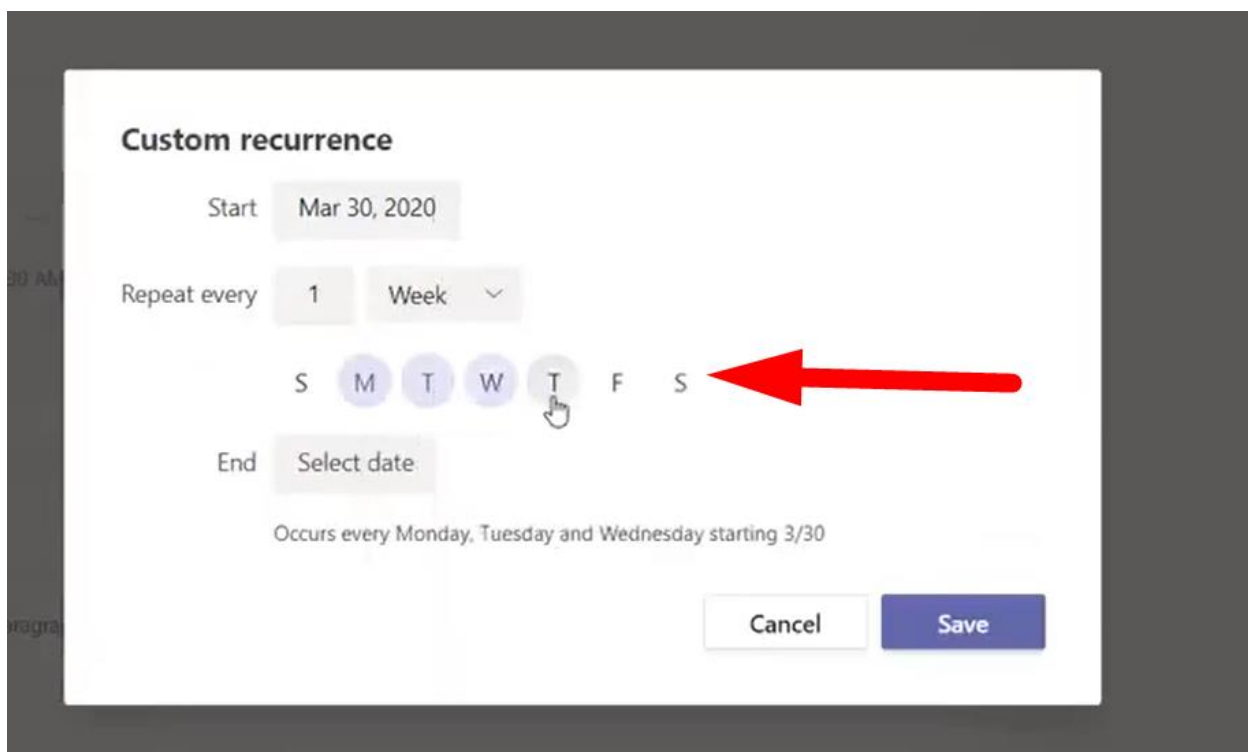 Custom recurrence
Start Mar 30, 2020
Repeat every 1 Week
S M T W T F S
End Select date
Occurs every Monday, Tuesday and Wednesday starting 3/30
Cancel Save